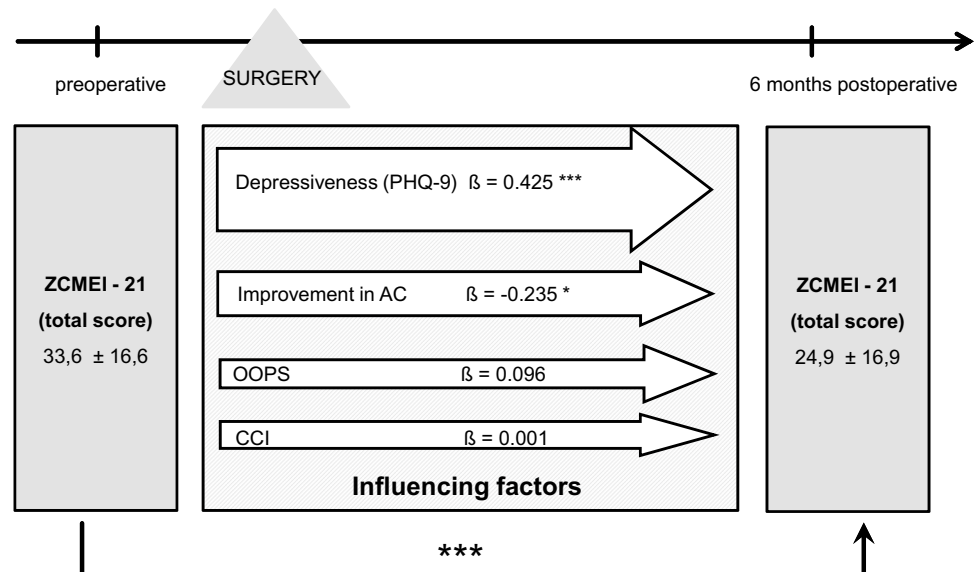 preoperative
SURGERY
6 months postoperative
ZCMEI - 21
(total score)
33,6 ± 16,6
Depressiveness (PHQ-9) ß = 0.425 ***
Improvement in AC ß = -0.235 *
OOPS ß = 0.096
CCI ß = 0.001
Influencing factors
ZCMEI - 21
(total score)
24,9 ± 16,9
***